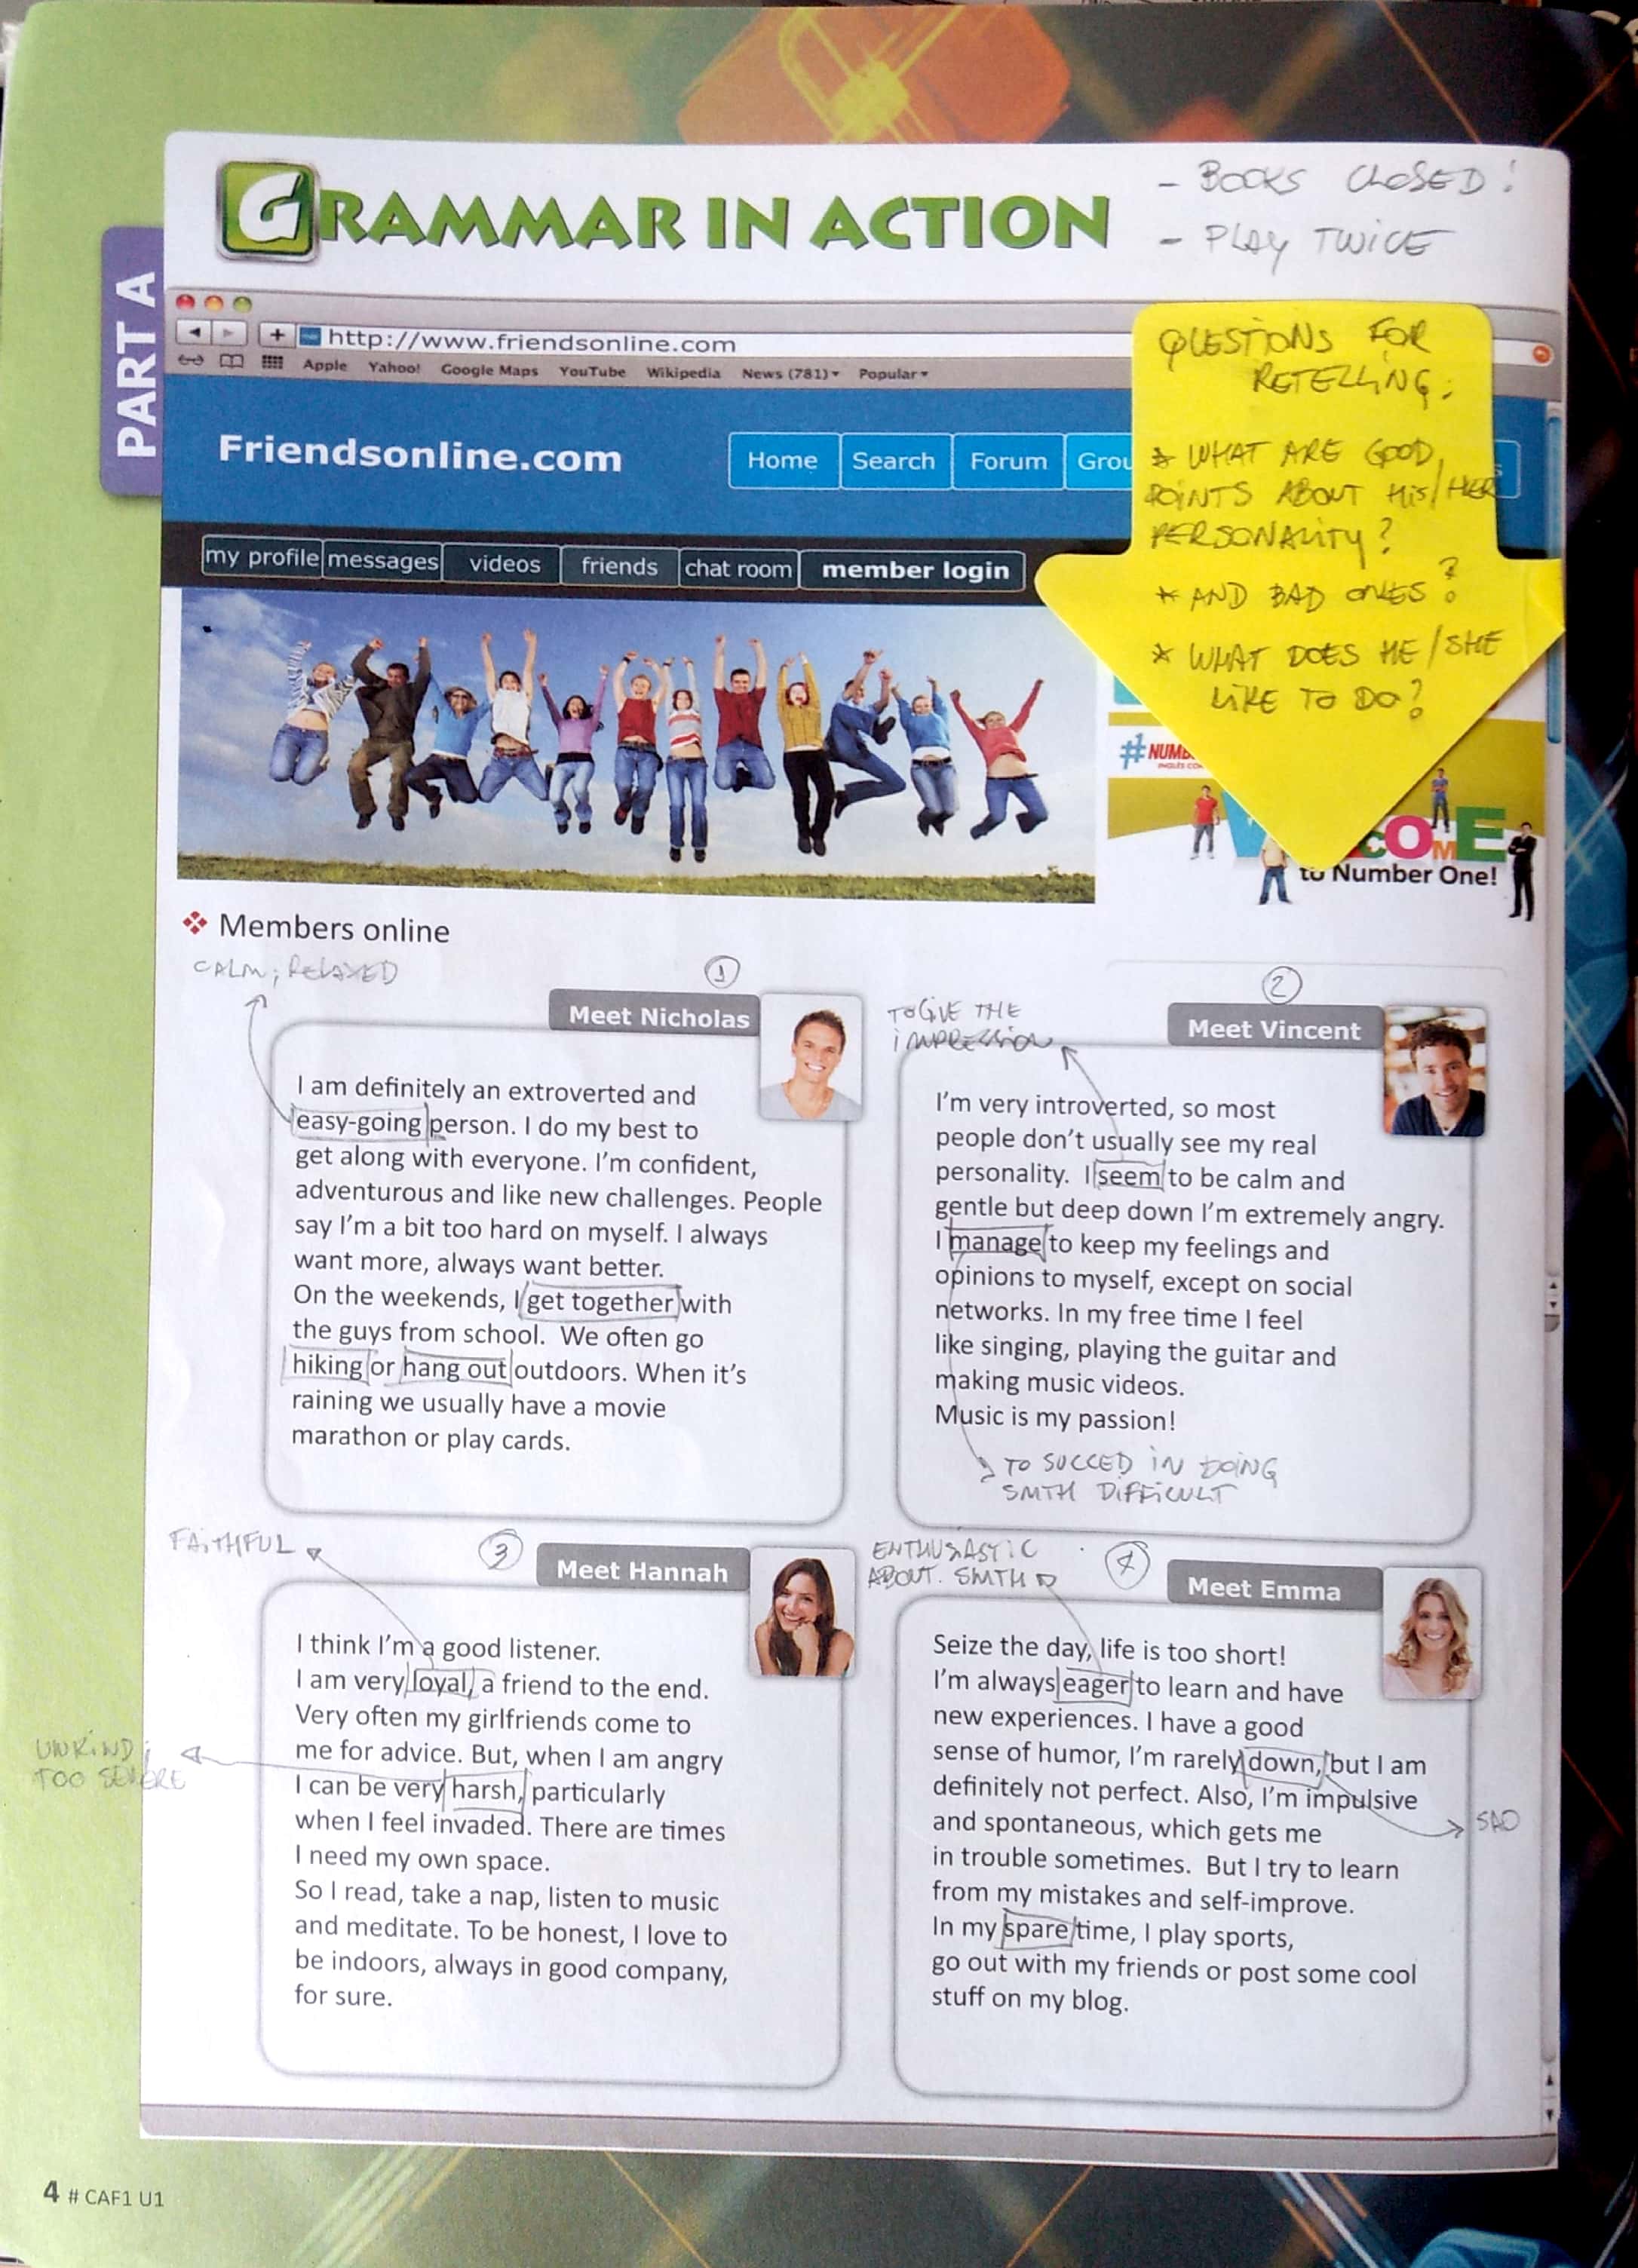 GRAMMAR IN ACTION
- BOOKS CLOSED!
- PLAY TWICE
PART A
http://www.friendsonline.com
Apple Yahoo! Google Maps YouTube Wikipedia News (781) Popular
QUESTIONS FOR
RETELLING:
* WHAT ARE GOOD
POINTS ABOUT HIS/HER
PERSONALITY?
* AND BAD ONES?
* WHAT DOES HE/SHE
LIKE TO DO?
Friendsonline.com
Home Search Forum Grou
my profile messages videos friends chat room member login
#1 NUMB
to Number One!
Members online
CALM; RELAXED
1
Meet Nicholas
I am definitely an extroverted and
easy-going person. I do my best to
get along with everyone. I'm confident,
adventurous and like new challenges. People
say I'm a bit too hard on myself. I always
want more, always want better.
On the weekends, I get together with
the guys from school. We often go
hiking or hang out outdoors. When it's
raining we usually have a movie
marathon or play cards.
2
TO GIVE THE
IMPRESSION
Meet Vincent
I'm very introverted, so most
people don't usually see my real
personality. I seem to be calm and
gentle but deep down I'm extremely angry.
I manage to keep my feelings and
opinions to myself, except on social
networks. In my free time I feel
like singing, playing the guitar and
making music videos.
Music is my passion!
TO SUCCED IN DOING
SMTH DIFFICULT
FAITHFUL
3
Meet Hannah
I think I'm a good listener.
I am very loyal, a friend to the end.
Very often my girlfriends come to
me for advice. But, when I am angry
I can be very harsh, particularly
when I feel invaded. There are times
I need my own space.
So I read, take a nap, listen to music
and meditate. To be honest, I love to
be indoors, always in good company,
for sure.
UNKIND;
TOO SEVERE
ENTHUSIASTIC
ABOUT SMTH
4
Meet Emma
Seize the day, life is too short!
I'm always eager to learn and have
new experiences. I have a good
sense of humor, I'm rarely down, but I am
definitely not perfect. Also, I'm impulsive
and spontaneous, which gets me
in trouble sometimes. But I try to learn
from my mistakes and self-improve.
In my spare time, I play sports,
go out with my friends or post some cool
stuff on my blog.
SAD
4 # CAF1 U1